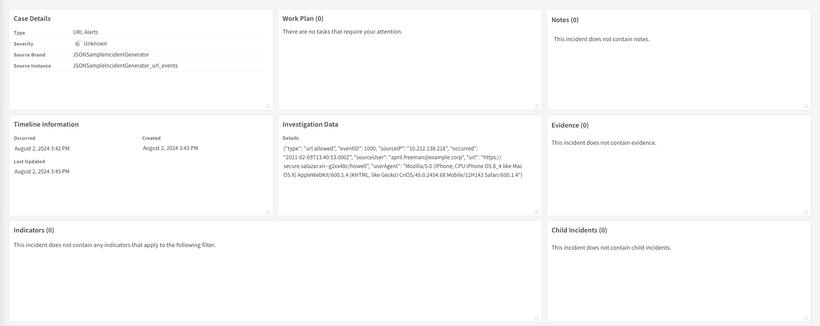 Case Details
Type URL Alerts
Severity Unknown
Source Brand JSONSampleIncidentGenerator
Source Instance JSONSampleIncidentGenerator_url_events
Work Plan (0)
There are no tasks that require your attention.
Notes (0)
This incident does not contain notes.
Timeline Information
Occurred Created
August 2, 2024 3:42 PM August 2, 2024 3:43 PM
Last Updated
August 2, 2024 3:45 PM
Investigation Data
Details
{"type": "url allowed", "eventID": 1000, "sourceIP": "10.212.138.218", "occurred":
"2021-02-09T13:40:53.000Z", "sourceUser": "april.freeman@example.corp", "url": "https://
secure.salazar.xn--g2xx48c/howell", "userAgent": "Mozilla/5.0 (iPhone; CPU iPhone OS 8_4 like Mac
OS X) AppleWebKit/600.1.4 (KHTML, like Gecko) CriOS/45.0.2454.68 Mobile/12H143 Safari/600.1.4"}
Evidence (0)
This incident does not contain evidence.
Indicators (0)
This incident does not contain any indicators that apply to the following filter.
Child Incidents (0)
This incident does not contain child incidents.